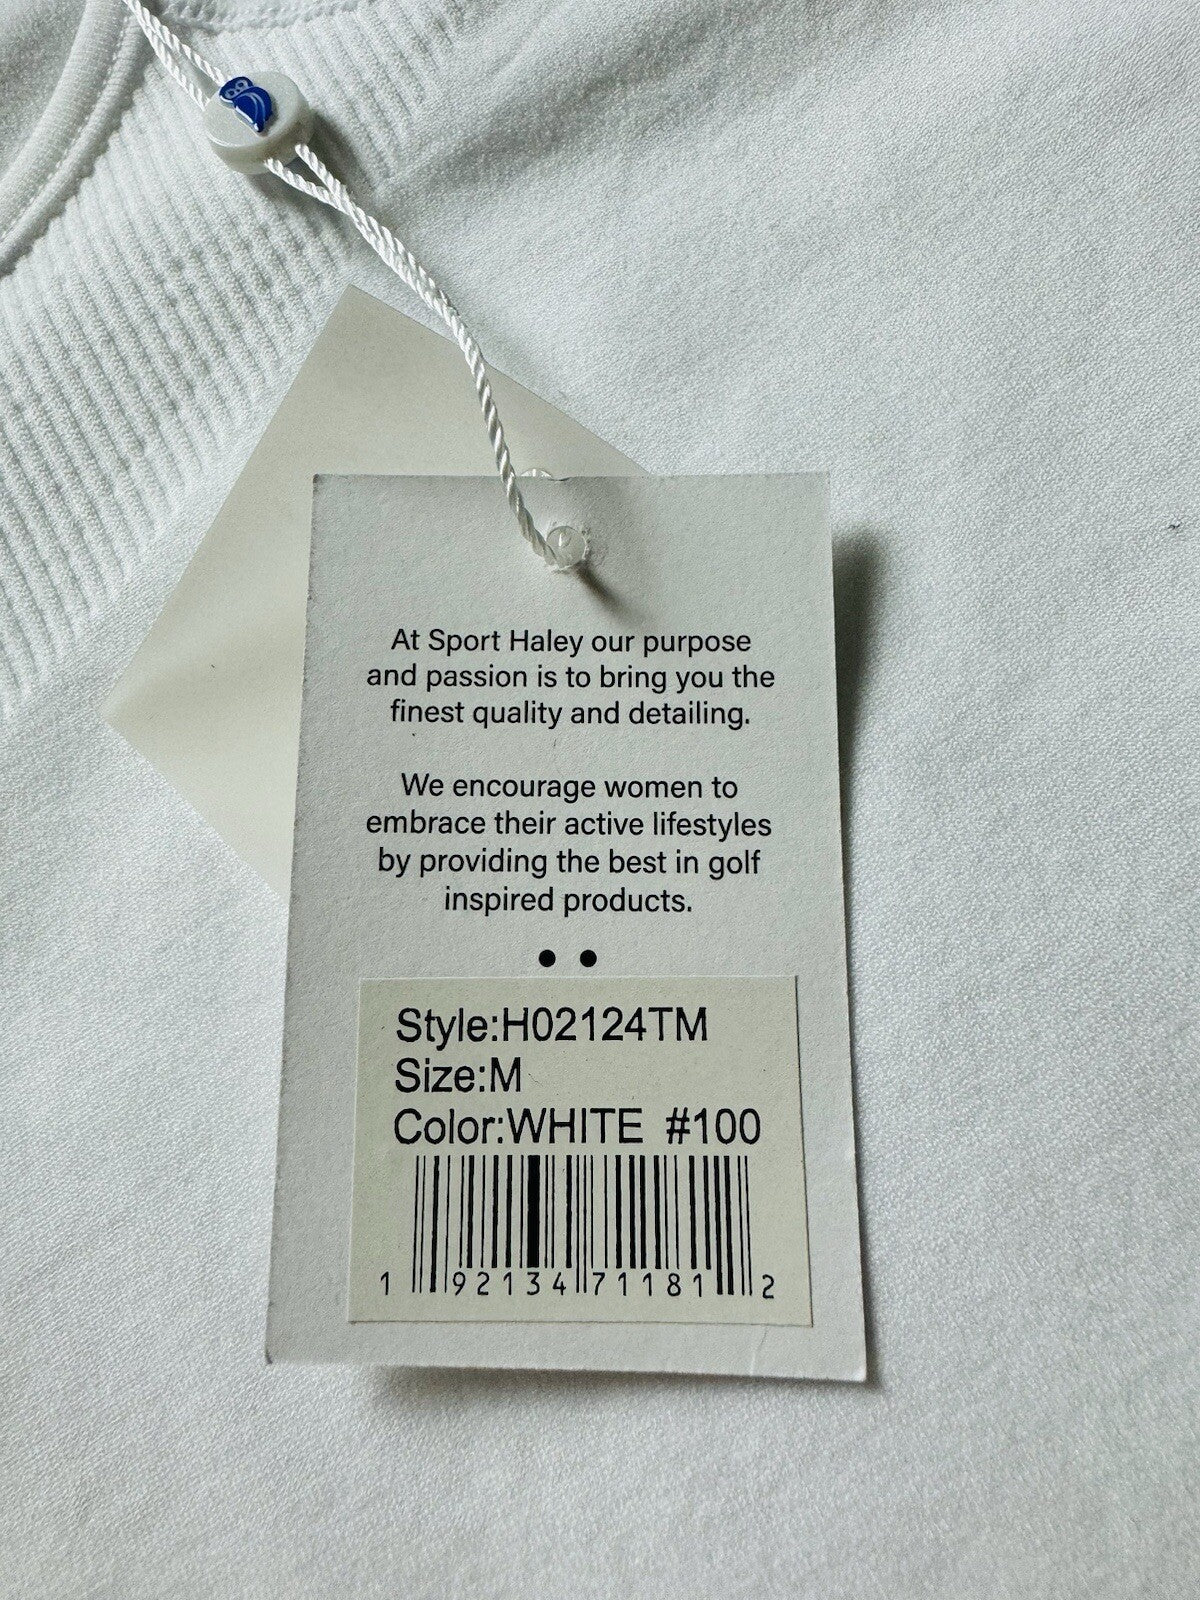 At Sport Haley our purpose
and passion is to bring you the
finest quality and detailing.
We encourage women to
embrace their active lifestyles
by providing the best in golf
inspired products.
Style:H02124TM
Size:M
Color:WHITE #100
1 92134 71181 2